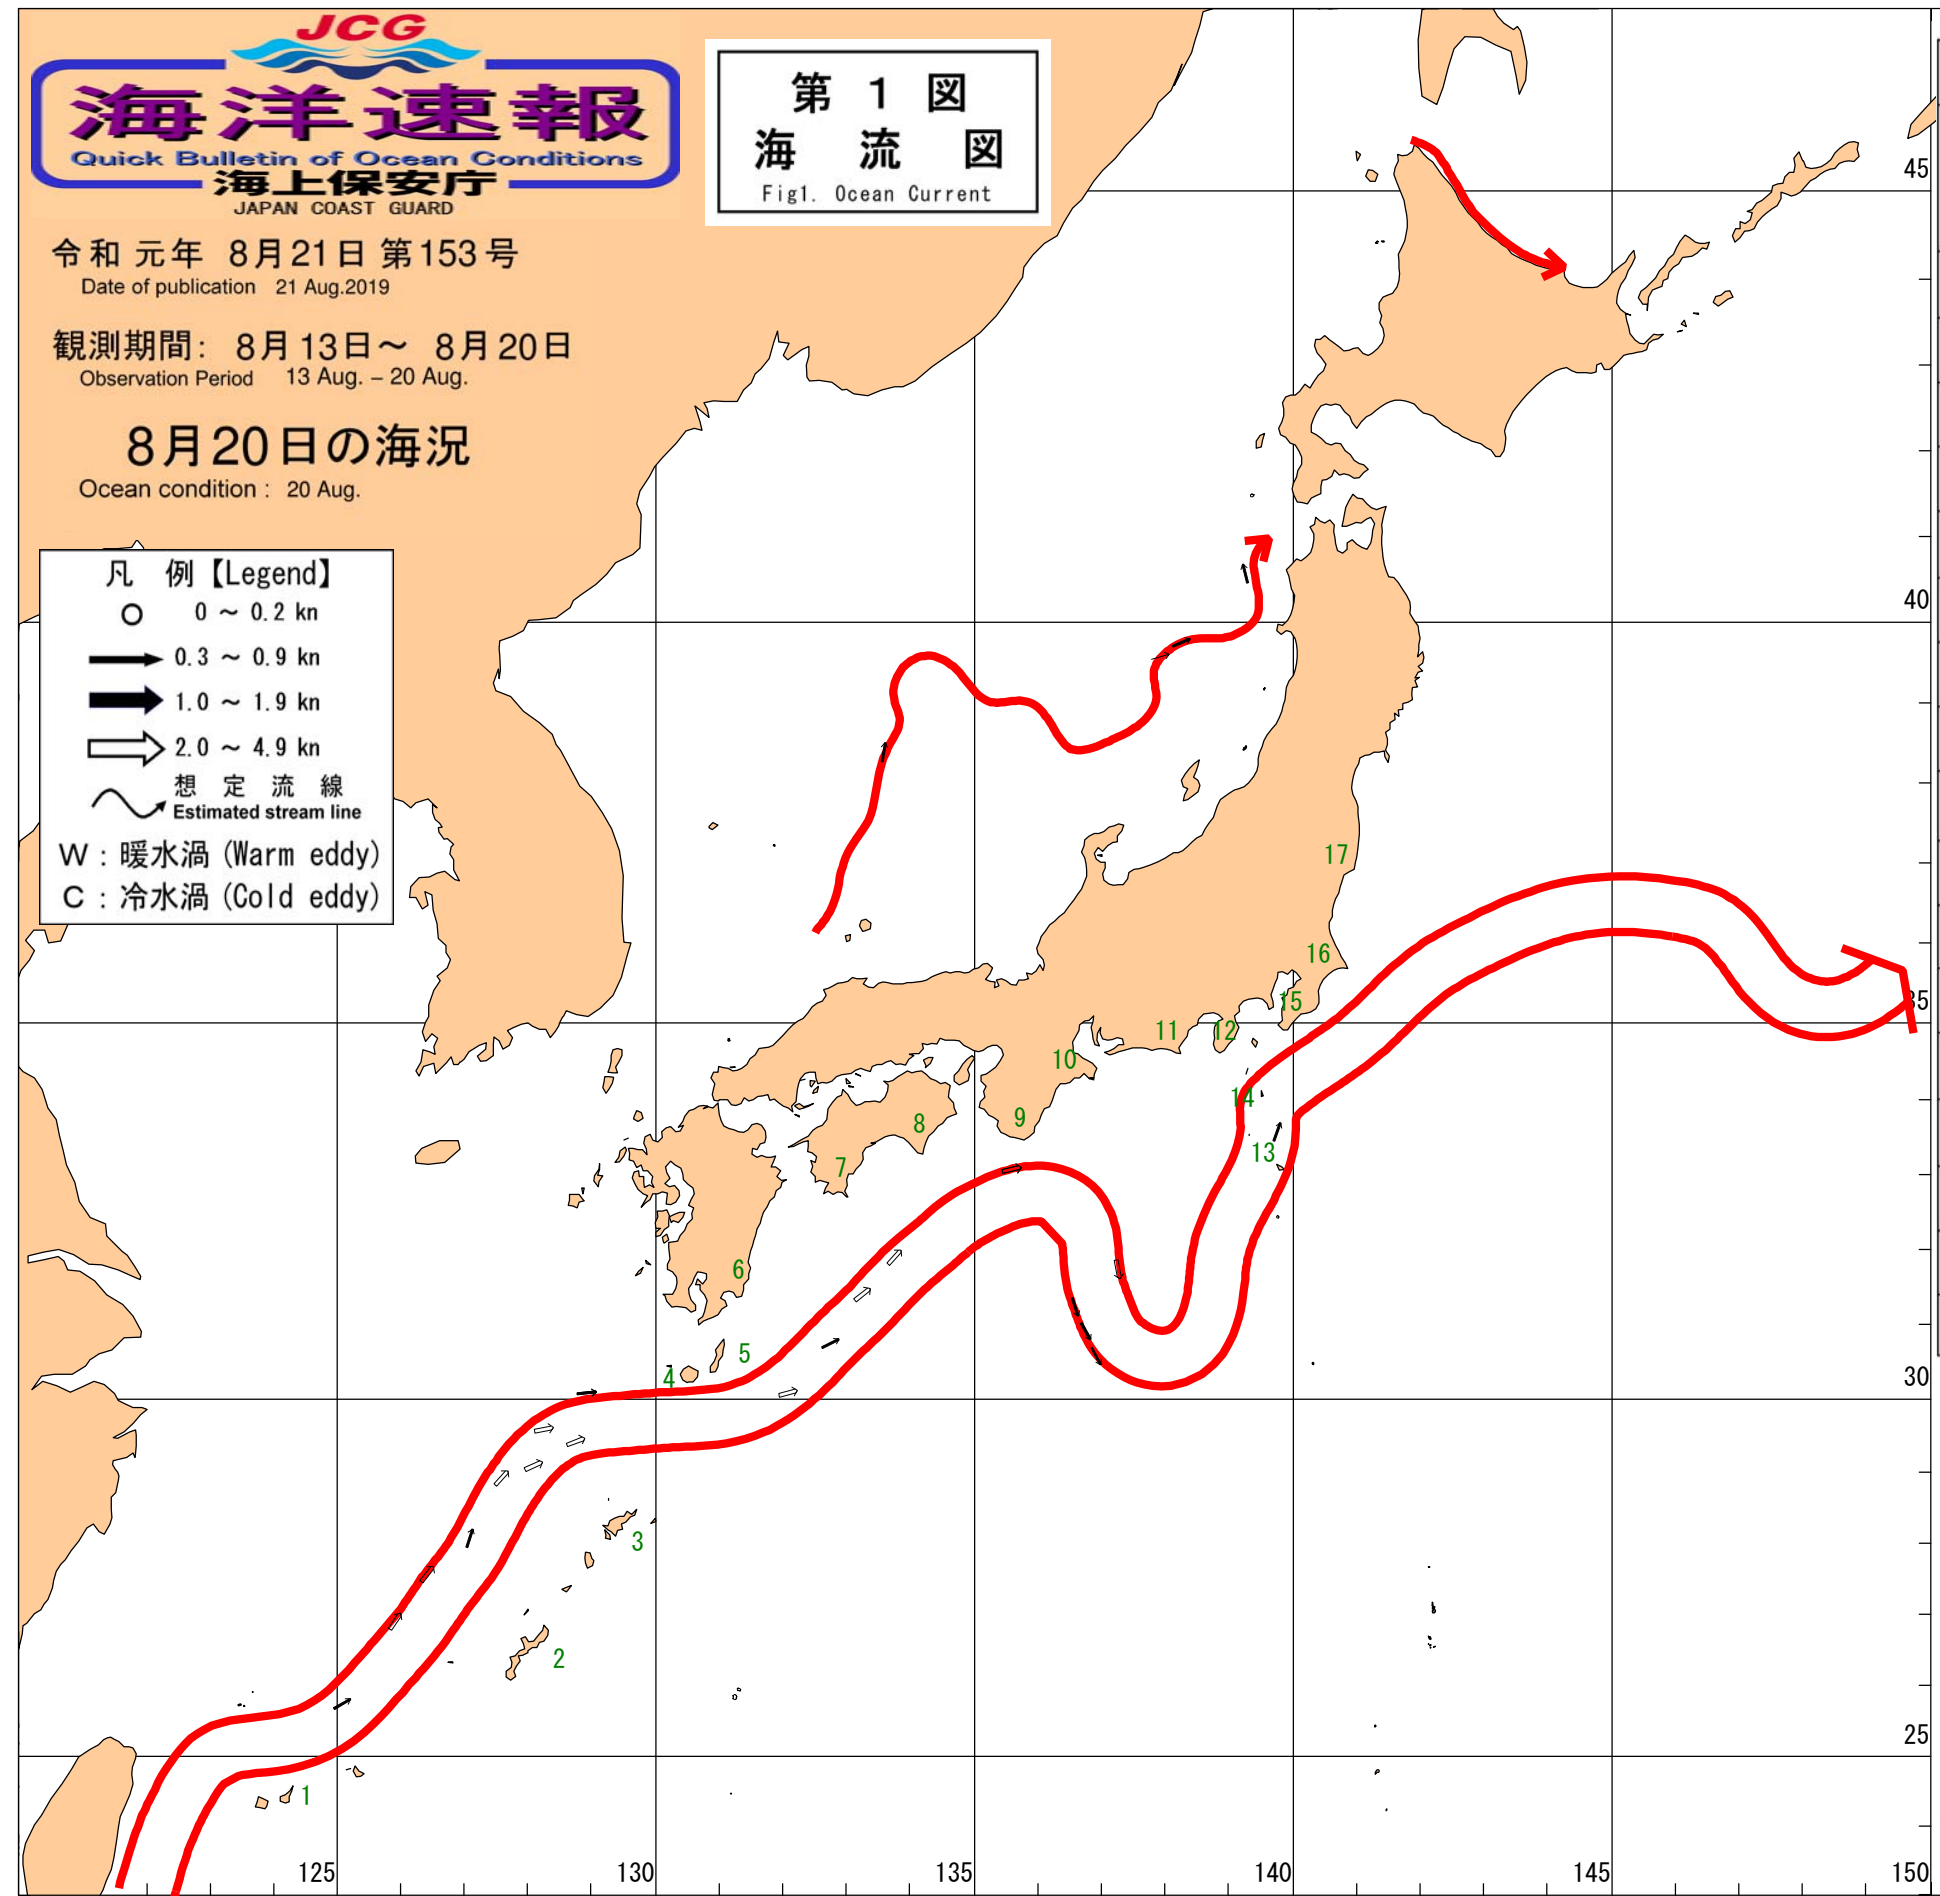 JCG
海洋速報
Quick Bulletin of Ocean Conditions
海上保安庁
JAPAN COAST GUARD
第 1 図
海 流 図
Fig1. Ocean Current
令和 元年 8月21日 第153号
Date of publication 21 Aug.2019
観測期間: 8月13日～ 8月20日
Observation Period 13 Aug. – 20 Aug.
8月20日の海況
Ocean condition : 20 Aug.
凡 例【Legend】
0 ～ 0.2 kn
0.3 ～ 0.9 kn
1.0 ～ 1.9 kn
2.0 ～ 4.9 kn
想 定 流 線
Estimated stream line
W : 暖水渦 (Warm eddy)
C : 冷水渦 (Cold eddy)
45
40
35
30
25
17
16
15
14
13
12
11
10
9
8
7
6
5
4
3
2
1
125
130
135
140
145
150